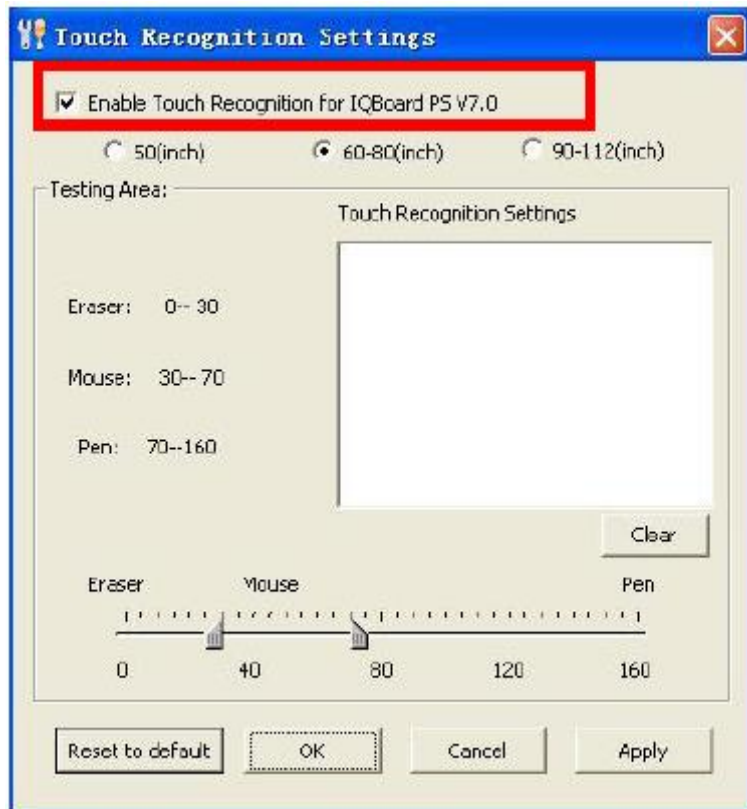 Touch Recognition Settings
Enable Touch Recognition for IQBoard PS V7.0
50(inch) 60-80(inch) 90-112(inch)
Testing Area:
Touch Recognition Settings
Eraser: 0-- 30
Mouse: 30-- 70
Pen: 70--160
Clear
Eraser Mouse Pen
0 40 80 120 160
Reset to default OK Cancel Apply